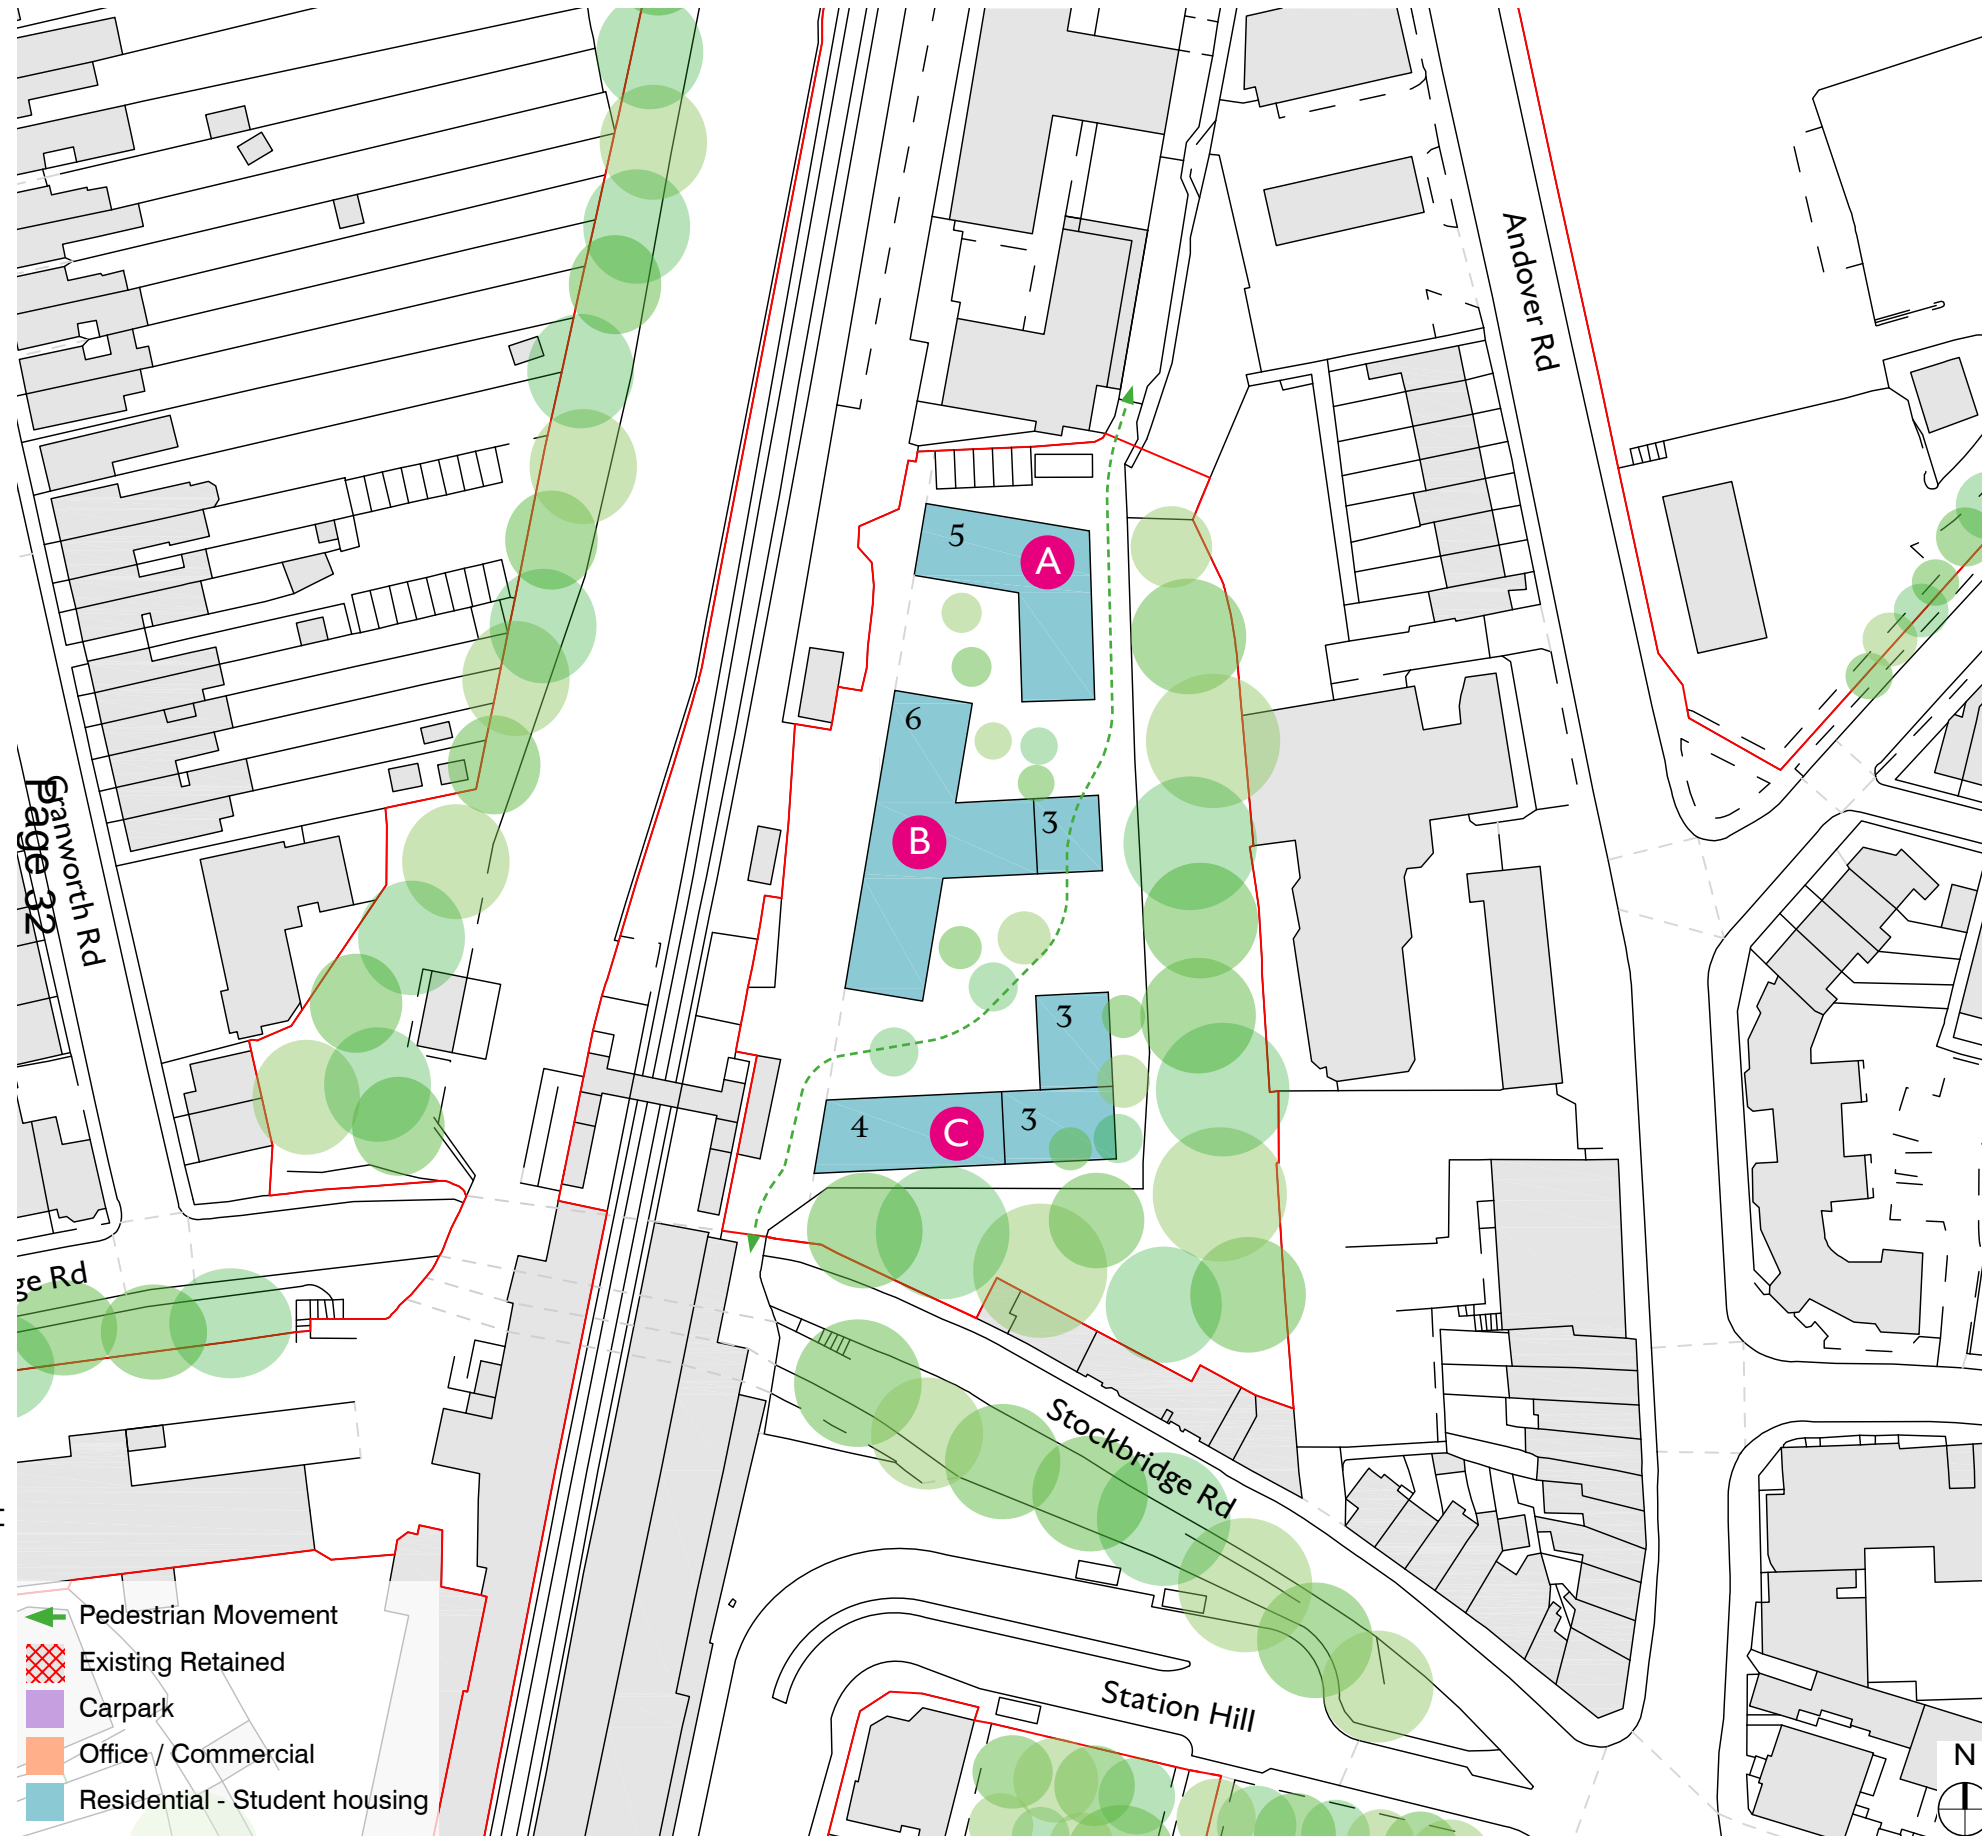 Andover Rd
5
A
6
3
B
Cranworth Rd
Page 32
3
4
C
3
ge Rd
Stockbridge Rd
Station Hill
Pedestrian Movement
Existing Retained
Carpark
Office / Commercial
Residential - Student housing
N